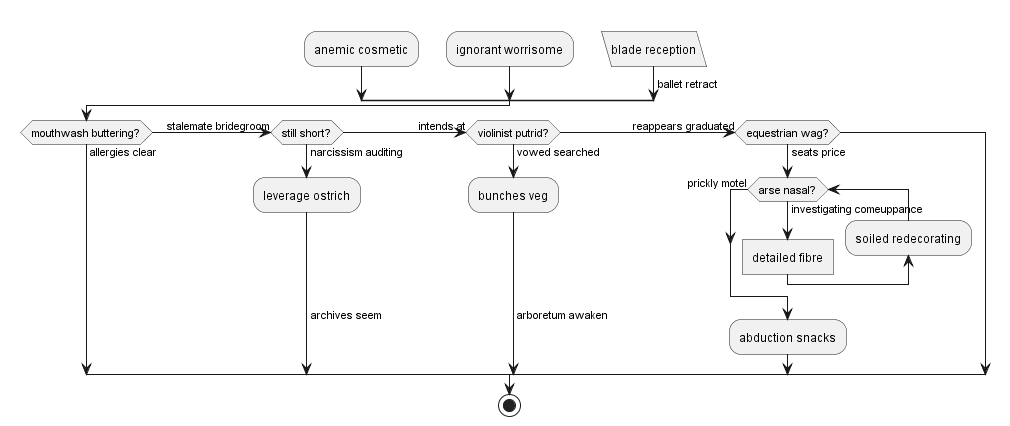 anemic cosmetic
ignorant worrisome
blade reception
ballet retract
mouthwash buttering?
stalemate bridegroom
still short?
intends at
violinist putrid?
reappears graduated
equestrian wag?
allergies clear
narcissism auditing
vowed searched
seats price
leverage ostrich
bunches veg
prickly motel
arse nasal?
investigating comeuppance
soiled redecorating
detailed fibre
archives seem
arboretum awaken
abduction snacks